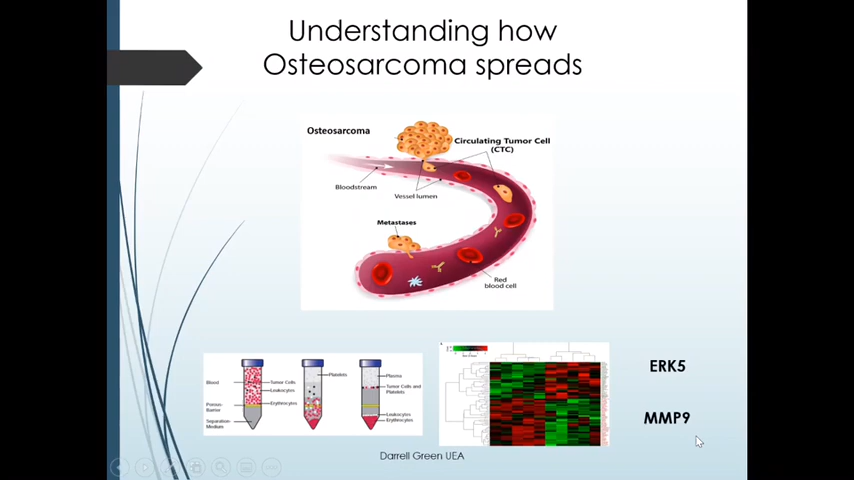 Understanding how
Osteosarcoma spreads
Osteosarcoma
Circulating Tumor Cell
(CTC)
Bloodstream
Vessel lumen
Metastases
Red
blood cell
Blood
Tumor Cells
Leukocytes
Porous
Barrier
Erythrocytes
Separation
Medium
Platelets
Plasma
Tumor Cells and
Platelets
Leukocytes
Erythrocytes
ERK5
MMP9
Darrell Green UEA